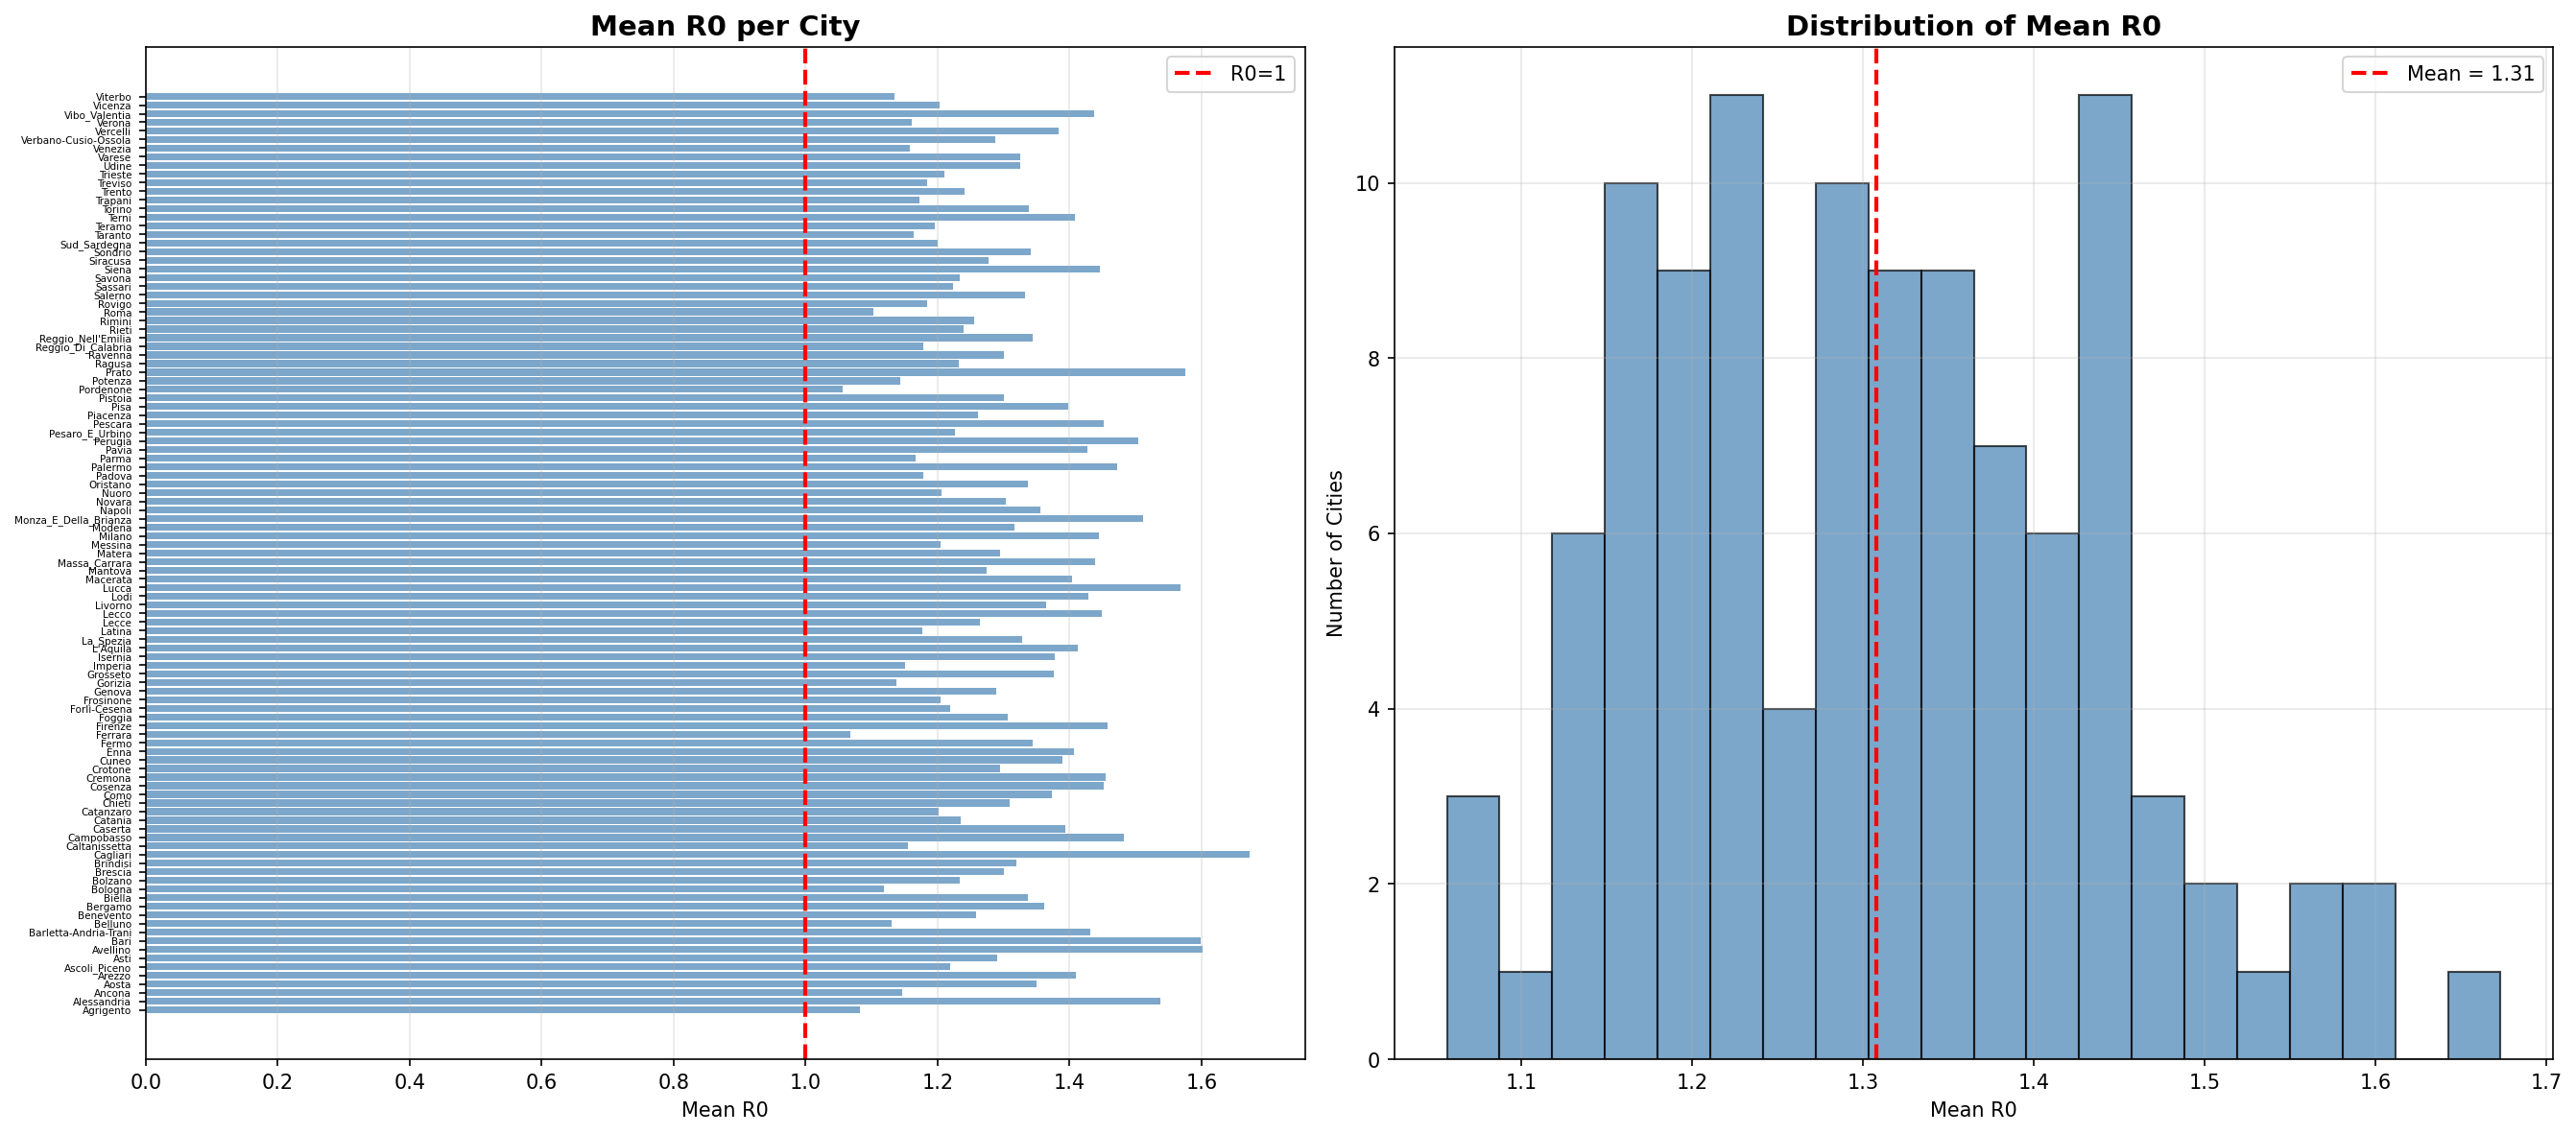 Mean R0 per City
R0=1
Viterbo
Vicenza
Vibo_Valentia
Verona
Vercelli
Verbano-Cusio-Ossola
Venezia
Varese
Udine
Trieste
Treviso
Trento
Trapani
Torino
Terni
Teramo
Taranto
Sud_Sardegna
Sondrio
Siracusa
Siena
Savona
Sassari
Salerno
Rovigo
Roma
Rimini
Rieti
Reggio_Nell'Emilia
Reggio_Di_Calabria
Ravenna
Ragusa
Prato
Potenza
Pordenone
Pistoia
Pisa
Piacenza
Pescara
Pesaro_E_Urbino
Perugia
Pavia
Parma
Palermo
Padova
Oristano
Nuoro
Novara
Napoli
Monza_E_Della_Brianza
Modena
Milano
Messina
Matera
Massa_Carrara
Mantova
Macerata
Lucca
Lodi
Livorno
Lecco
Lecce
Latina
La_Spezia
L'Aquila
Isernia
Imperia
Grosseto
Gorizia
Genova
Frosinone
Forlì-Cesena
Foggia
Firenze
Ferrara
Fermo
Enna
Cuneo
Crotone
Cremona
Cosenza
Como
Chieti
Catanzaro
Catania
Caserta
Campobasso
Caltanissetta
Cagliari
Brindisi
Brescia
Bolzano
Bologna
Biella
Bergamo
Benevento
Belluno
Barletta-Andria-Trani
Bari
Avellino
Asti
Ascoli_Piceno
Arezzo
Aosta
Ancona
Alessandria
Agrigento
0.0 0.2 0.4 0.6 0.8 1.0 1.2 1.4 1.6
Mean R0
Distribution of Mean R0
Mean = 1.31
Number of Cities
10
8
6
4
2
0
1.1 1.2 1.3 1.4 1.5 1.6 1.7
Mean R0